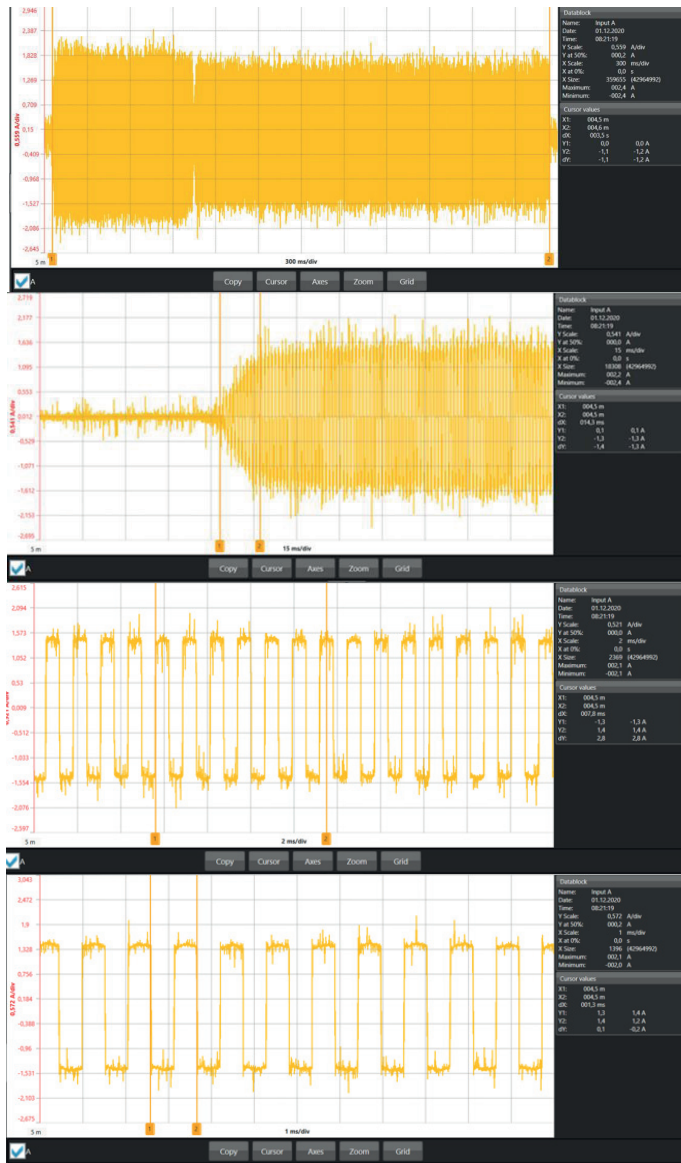 2,946
2,387
1,828
1,269
0,709
0,15
-0,409
-0,968
-1,527
-2,086
-2,645
0,559 A/div
1
2
5 m
300 ms/div
Datablock
Name: Input A
Date: 01.12.2020
Time: 08:21:19
Y Scale: 0,559 A/div
Y at 50%: 000,2 A
X Scale: 300 ms/div
X at 0%: 0,0 s
X Size: 359655 (42964992)
Maximum: 002,4 A
Minimum: -002,4 A
Cursor values
X1: 004,5 m
X2: 004,6 m
dX: 003,5 s
Y1: 0,0 0,0 A
Y2: -1,1 -1,2 A
dY: -1,1 -1,2 A
A
Copy Cursor Axes Zoom Grid
2,719
2,177
1,636
1,095
0,553
0,012
-0,529
-1,071
-1,612
-2,153
-2,695
0,541 A/div
1
2
5 m
15 ms/div
Datablock
Name: Input A
Date: 01.12.2020
Time: 08:21:19
Y Scale: 0,541 A/div
Y at 50%: 000,0 A
X Scale: 15 ms/div
X at 0%: 0,0 s
X Size: 18308 (42964992)
Maximum: 002,2 A
Minimum: -002,4 A
Cursor values
X1: 004,5 m
X2: 004,5 m
dX: 014,3 ms
Y1: 0,1 0,1 A
Y2: -1,3 -1,3 A
dY: -1,4 -1,3 A
A
Copy Cursor Axes Zoom Grid
2,615
2,094
1,573
1,052
0,53
0,009
-0,512
-1,033
-1,554
-2,076
-2,597
1
2
5 m
2 ms/div
Datablock
Name: Input A
Date: 01.12.2020
Time: 08:21:19
Y Scale: 0,521 A/div
Y at 50%: 000,0 A
X Scale: 2 ms/div
X at 0%: 0,0 s
X Size: 2369 (42964992)
Maximum: 002,1 A
Minimum: -002,1 A
Cursor values
X1: 004,5 m
X2: 004,5 m
dX: 007,8 ms
Y1: -1,3 -1,3 A
Y2: 1,4 1,4 A
dY: 2,8 2,8 A
A
Copy Cursor Axes Zoom Grid
3,043
2,472
1,9
1,328
0,756
0,184
-0,388
-0,96
-1,531
-2,103
-2,675
0,572 A/div
1
2
5 m
1 ms/div
Datablock
Name: Input A
Date: 01.12.2020
Time: 08:21:19
Y Scale: 0,572 A/div
Y at 50%: 000,2 A
X Scale: 1 ms/div
X at 0%: 0,0 s
X Size: 1396 (42964992)
Maximum: 002,1 A
Minimum: -002,0 A
Cursor values
X1: 004,5 m
X2: 004,5 m
dX: 001,3 ms
Y1: 1,3 1,4 A
Y2: 1,4 1,2 A
dY: 0,1 -0,2 A
A
Copy Cursor Axes Zoom Grid